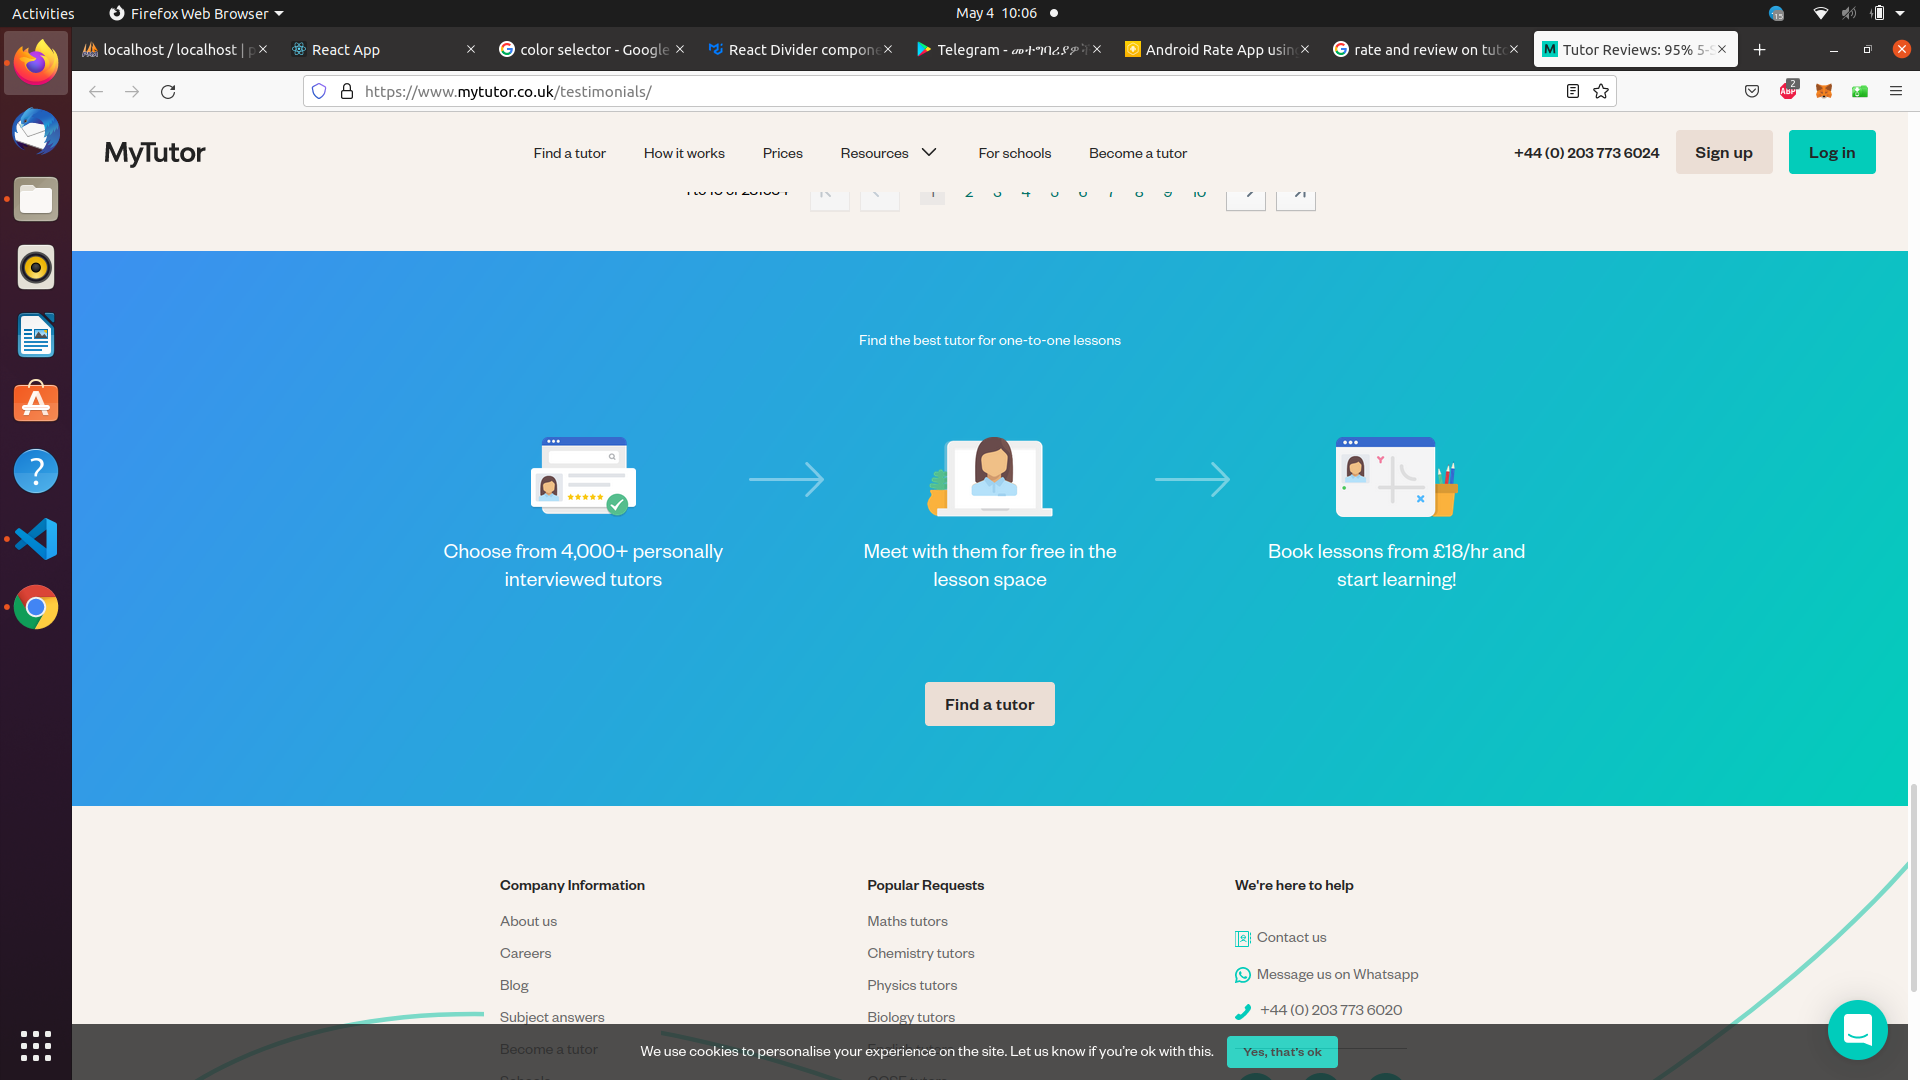 Activities
Firefox Web Browser
May 4 10:06
localhost / localhost | p
React App
color selector - Google
React Divider compone
Telegram - መተግባሪያዎች
Android Rate App using
rate and review on tuto
Tutor Reviews: 95% 5-S
https://www.mytutor.co.uk/testimonials/
ABP
2
MyTutor
Find a tutor
How it works
Prices
Resources
For schools
Become a tutor
+44 (0) 203 773 6024
Sign up
Log in
1 2 3 4 5 6 7 8 9 10
Find the best tutor for one-to-one lessons
Choose from 4,000+ personally
interviewed tutors
Meet with them for free in the
lesson space
Book lessons from £18/hr and
start learning!
Find a tutor
Company Information
About us
Careers
Blog
Subject answers
Become a tutor
Schools
Popular Requests
Maths tutors
Chemistry tutors
Physics tutors
Biology tutors
We're here to help
Contact us
Message us on Whatsapp
+44 (0) 203 773 6020
We use cookies to personalise your experience on the site. Let us know if you're ok with this.
Yes, that's ok